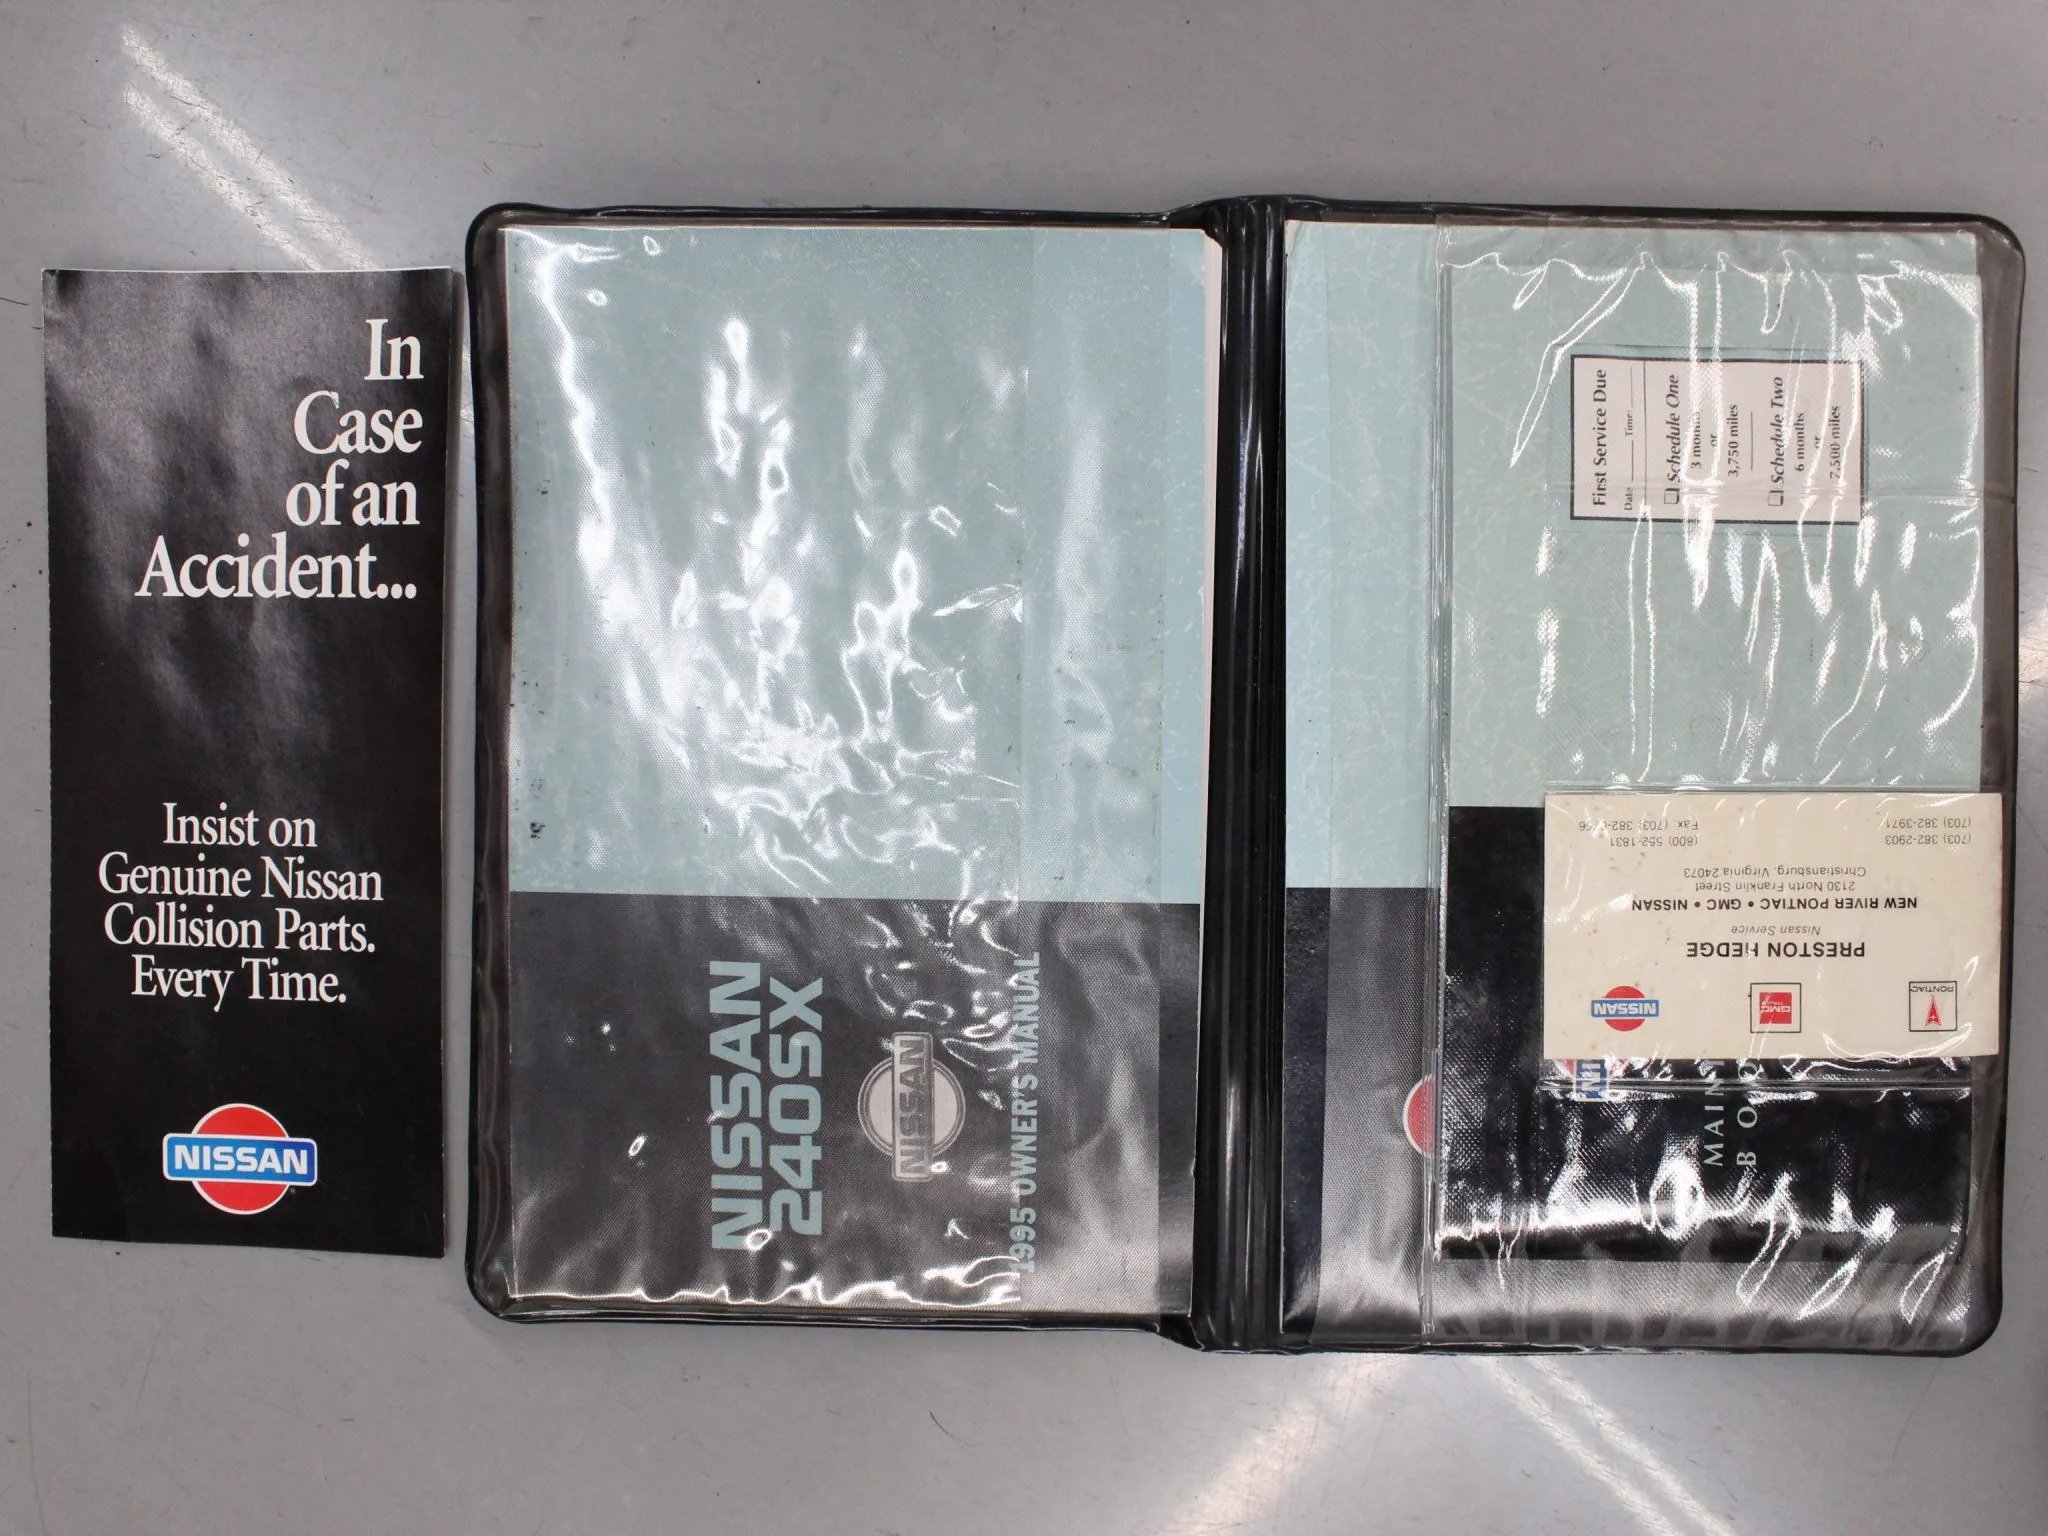 In
Case
of an
Accident...
Insist on
Genuine Nissan
Collision Parts.
Every Time.
NISSAN
NISSAN
240SX
NISSAN
1995 OWNER'S MANUAL
First Service Due
Date Time:
Schedule One
3 months
or
3,750 miles
Schedule Two
6 months
or
7,500 miles
PONTIAC
GMC
NISSAN
PRESTON HEDGE
Nissan Service
NEW RIVER PONTIAC • GMC • NISSAN
2130 North Franklin Street
Christiansburg, Virginia 24073
(703) 382-2903
(703) 382-3971
(800) 552-1831
Fax (703)